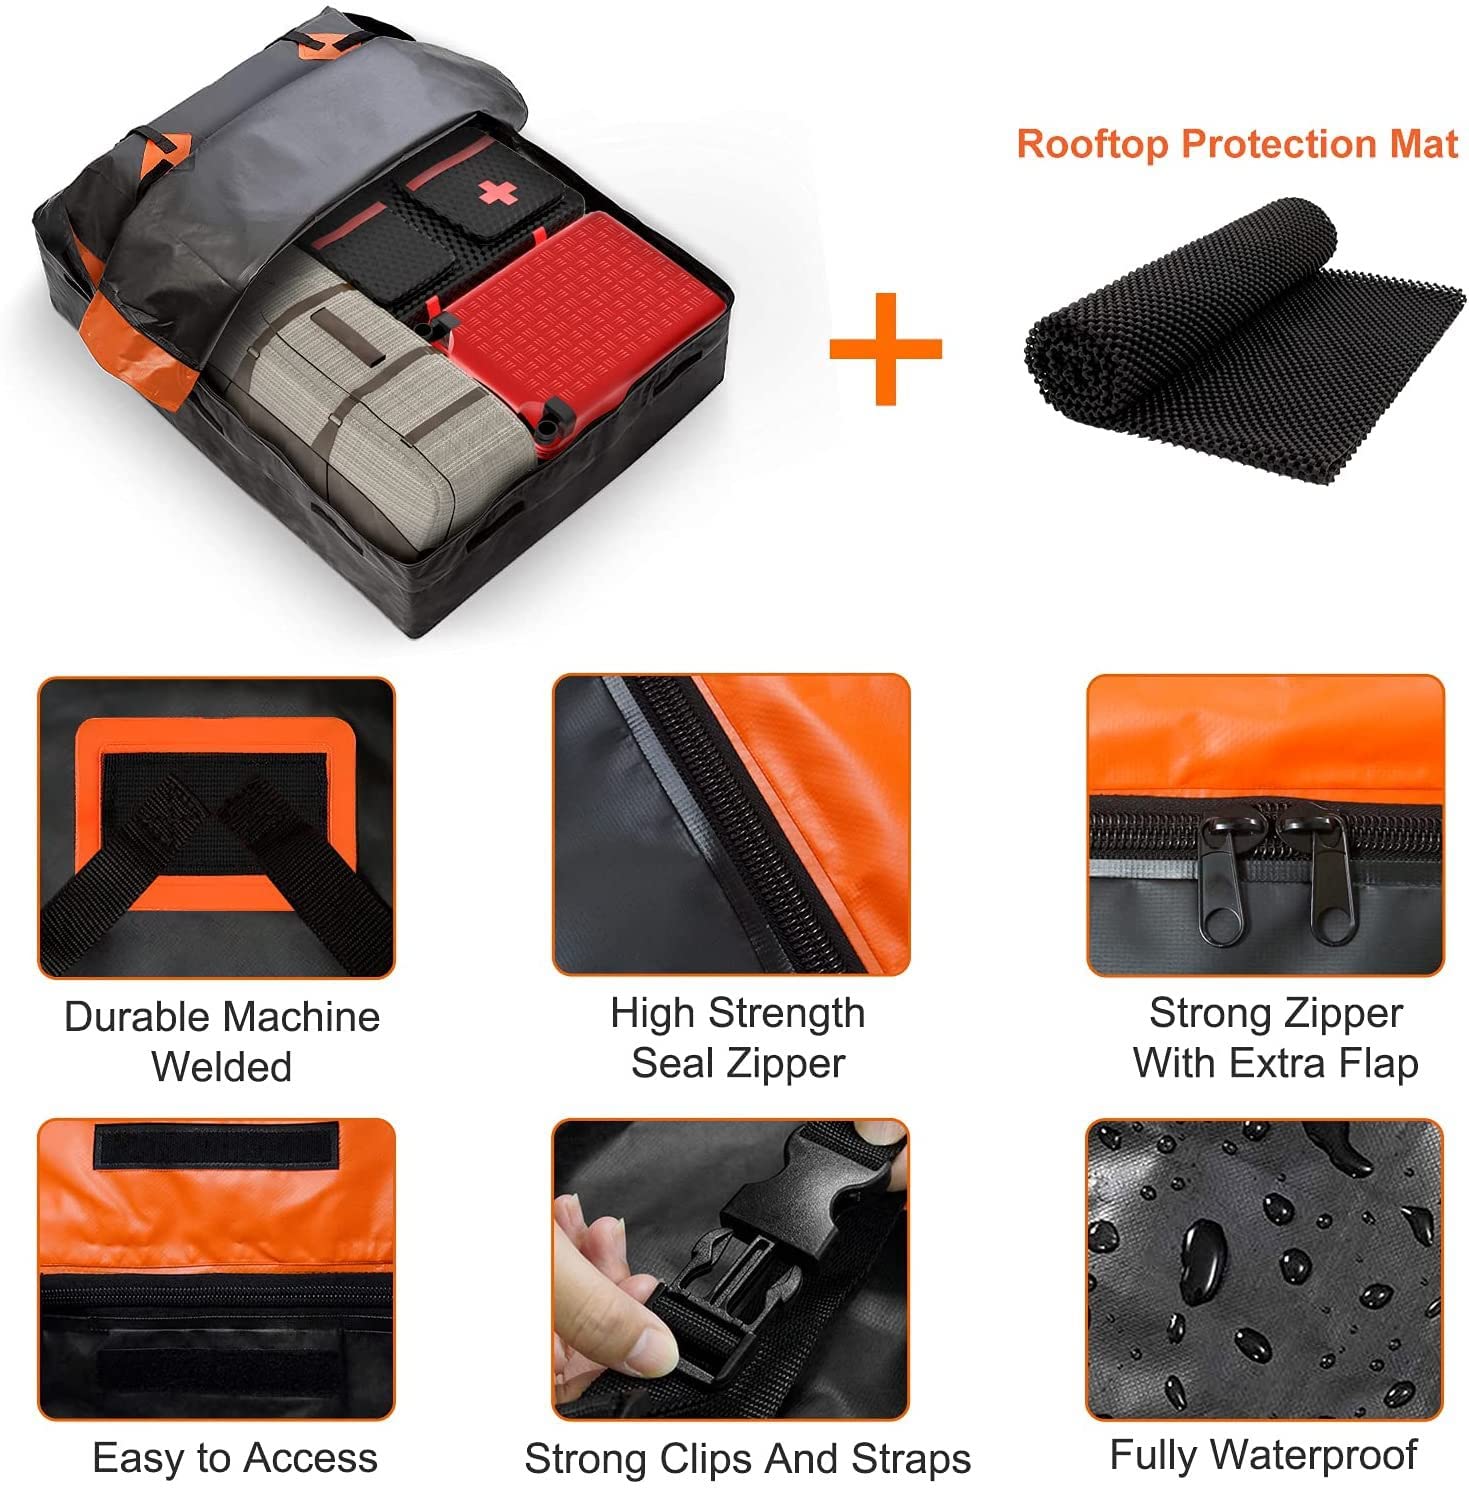 Rooftop Protection Mat
Durable Machine
Welded
High Strength
Seal Zipper
Strong Zipper
With Extra Flap
Easy to Access
Strong Clips And Straps
Fully Waterproof